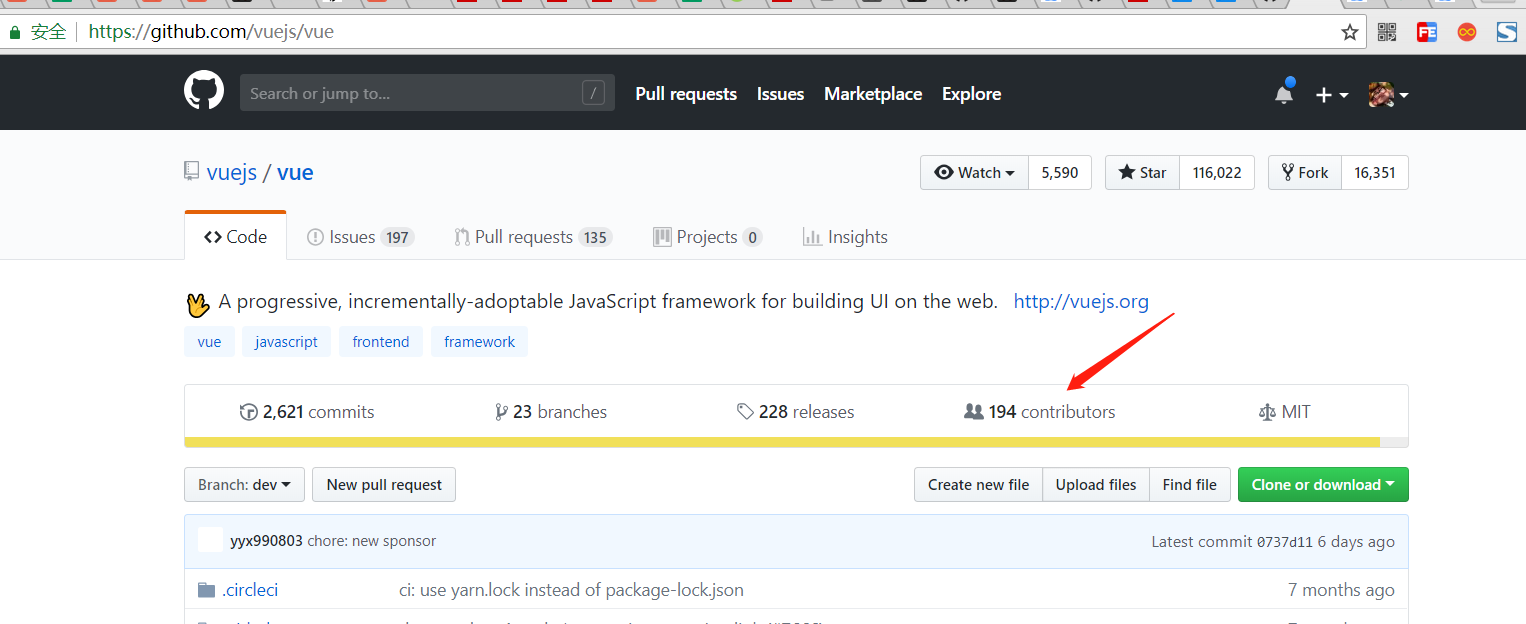 安全 https://github.com/vuejs/vue
Search or jump to... / Pull requests Issues Marketplace Explore
vuejs / vue Watch 5,590 Star 116,022 Fork 16,351
Code Issues 197 Pull requests 135 Projects 0 Insights
A progressive, incrementally-adoptable JavaScript framework for building UI on the web. http://vuejs.org
vue javascript frontend framework
2,621 commits 23 branches 228 releases 194 contributors MIT
Branch: dev New pull request Create new file Upload files Find file Clone or download
yyx990803 chore: new sponsor Latest commit 0737d11 6 days ago
.circleci ci: use yarn.lock instead of package-lock.json 7 months ago